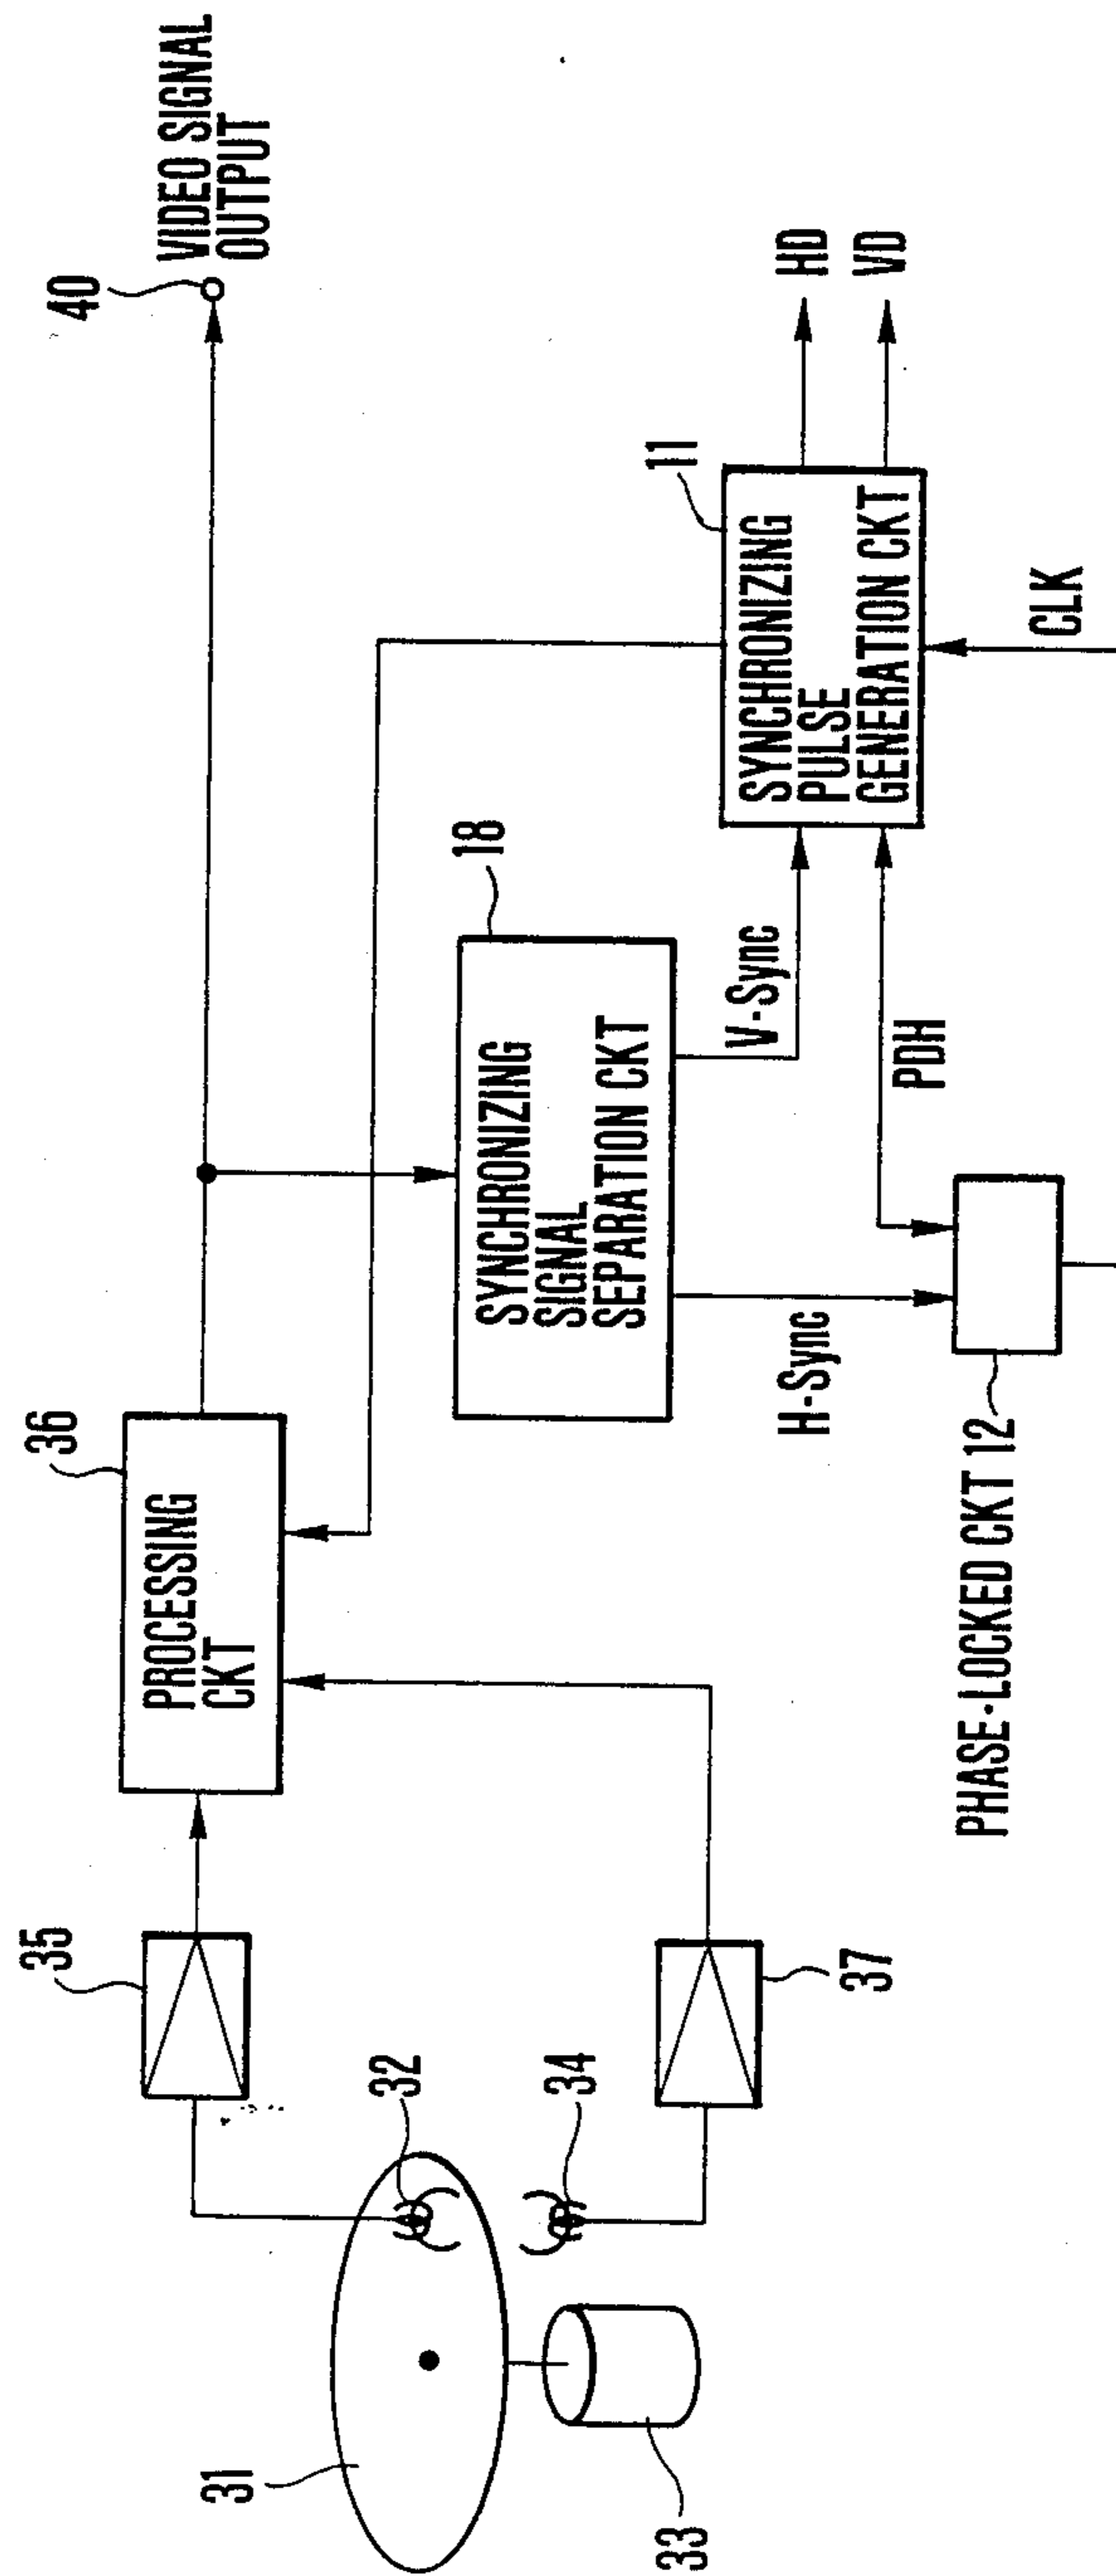 40
VIDEO SIGNAL
OUTPUT
36
PROCESSING
CKT
35
32
31
34
33
37
18
SYNCHRONIZING
SIGNAL
SEPARATION CKT
11
SYNCHRONIZING
PULSE
GENERATION CKT
HD
VD
V-Sync
H-Sync
PDH
CLK
PHASE-LOCKED CKT 12